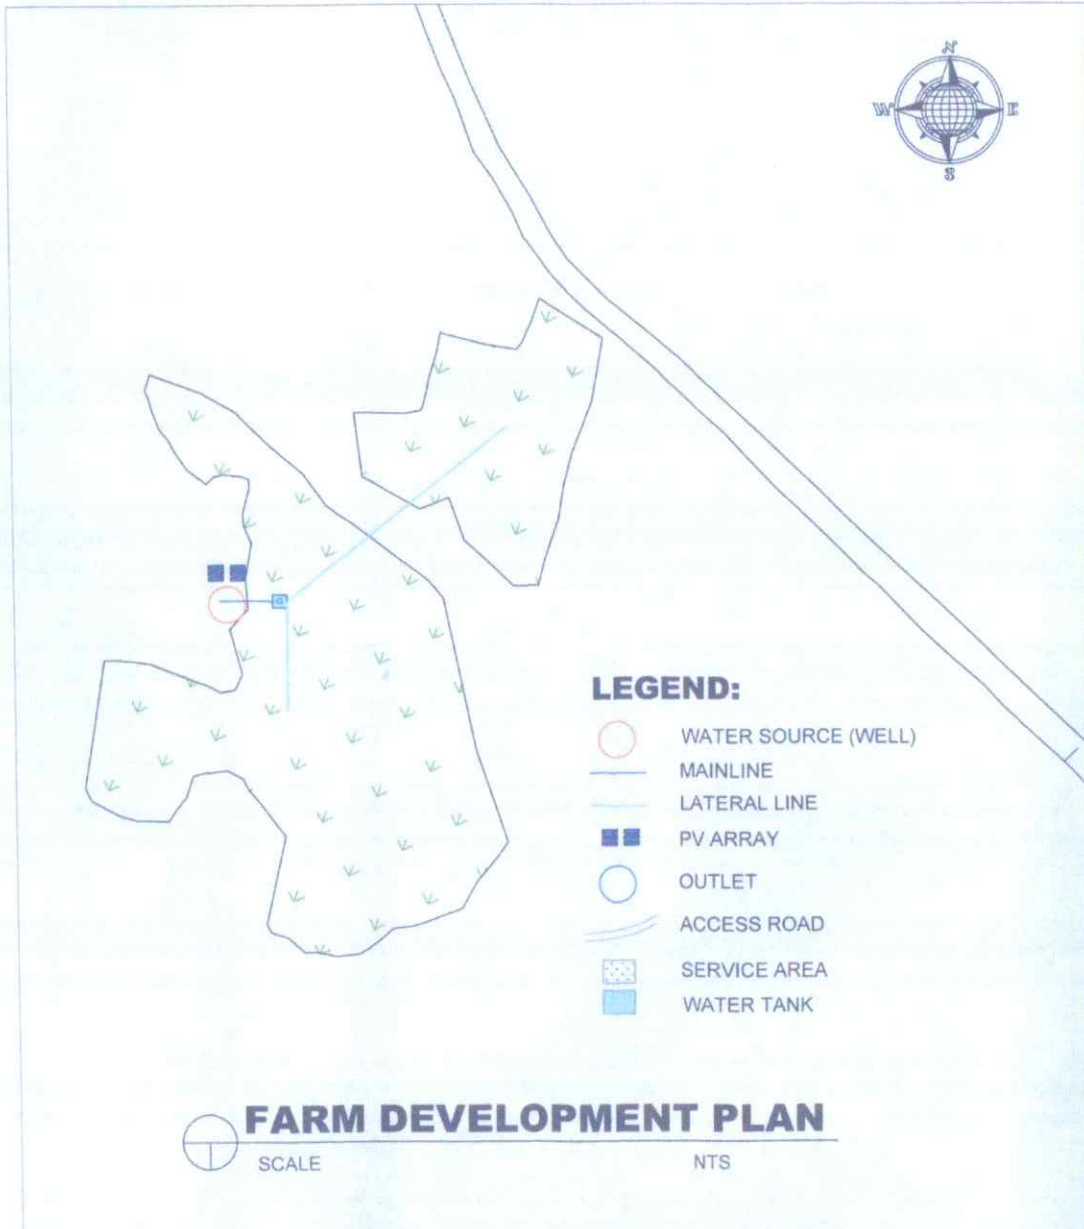 N
W E
S
LEGEND:
WATER SOURCE (WELL)
MAINLINE
LATERAL LINE
PV ARRAY
OUTLET
ACCESS ROAD
SERVICE AREA
WATER TANK
FARM DEVELOPMENT PLAN
SCALE NTS